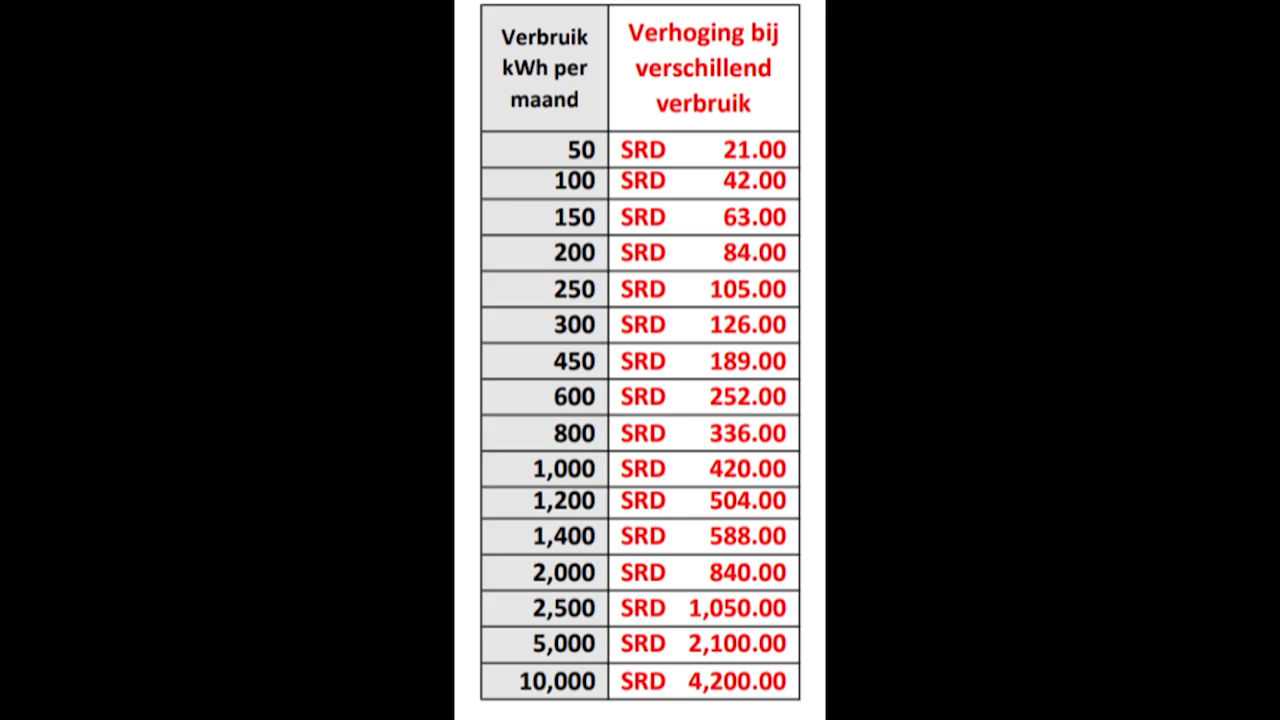 Verbruik
kWh per
maand
Verhoging bij
verschillend
verbruik
50 SRD 21.00
100 SRD 42.00
150 SRD 63.00
200 SRD 84.00
250 SRD 105.00
300 SRD 126.00
450 SRD 189.00
600 SRD 252.00
800 SRD 336.00
1,000 SRD 420.00
1,200 SRD 504.00
1,400 SRD 588.00
2,000 SRD 840.00
2,500 SRD 1,050.00
5,000 SRD 2,100.00
10,000 SRD 4,200.00